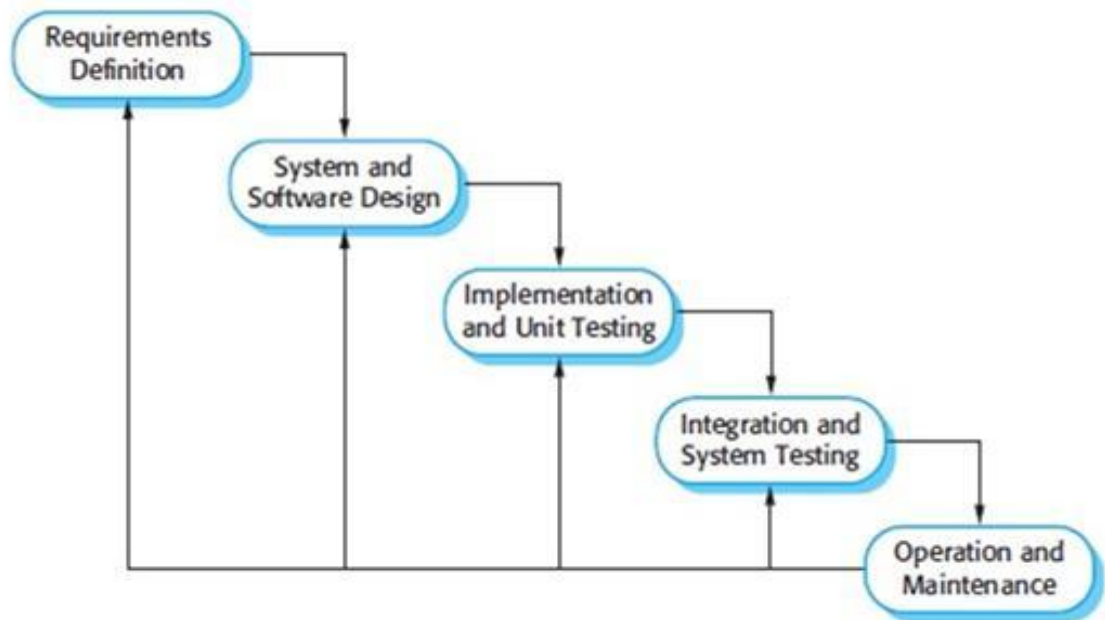 Requirements
Definition
System and
Software Design
Implementation
and Unit Testing
Integration and
System Testing
Operation and
Maintenance